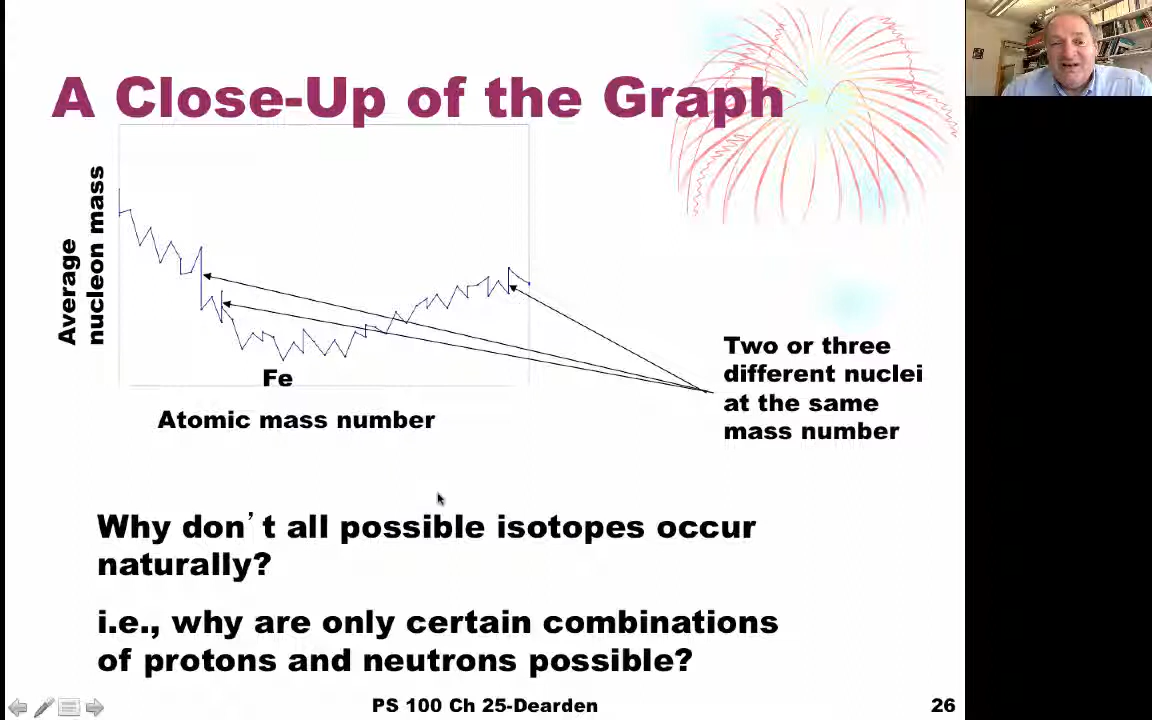 A Close-Up of the Graph
Average
nucleon mass
Fe
Atomic mass number
Two or three
different nuclei
at the same
mass number
Why don’t all possible isotopes occur
naturally?
i.e., why are only certain combinations
of protons and neutrons possible?
PS 100 Ch 25-Dearden
26